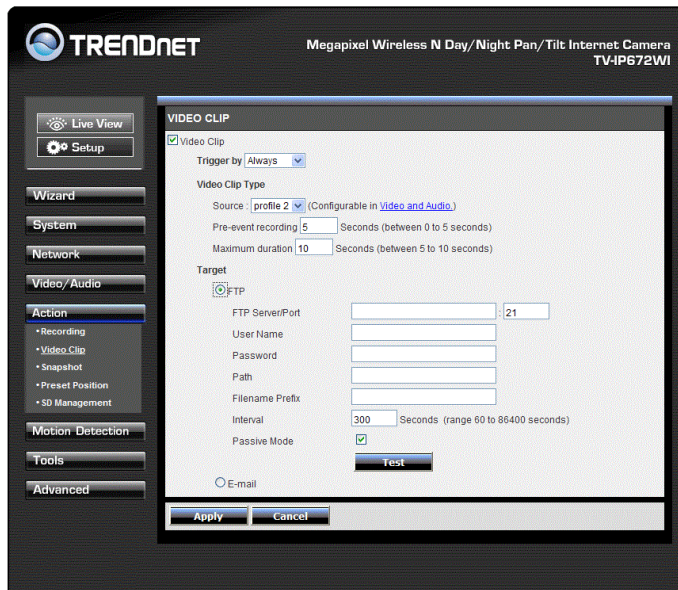 TRENDNET
Megapixel Wireless N Day/Night Pan/Tilt Internet Camera
TV-IP672WI
Live View
Setup
Wizard
System
Network
Video/Audio
Action
•Recording
•Video Clip
•Snapshot
•Preset Position
•SD Management
Motion Detection
Tools
Advanced
VIDEO CLIP
Video Clip
Trigger by Always
Video Clip Type
Source : profile 2 (Configurable in Video and Audio.)
Pre-event recording 5 Seconds (between 0 to 5 seconds)
Maximum duration 10 Seconds (between 5 to 10 seconds)
Target
FTP
FTP Server/Port : 21
User Name
Password
Path
Filename Prefix
Interval 300 Seconds (range 60 to 86400 seconds)
Passive Mode
Test
E-mail
Apply Cancel